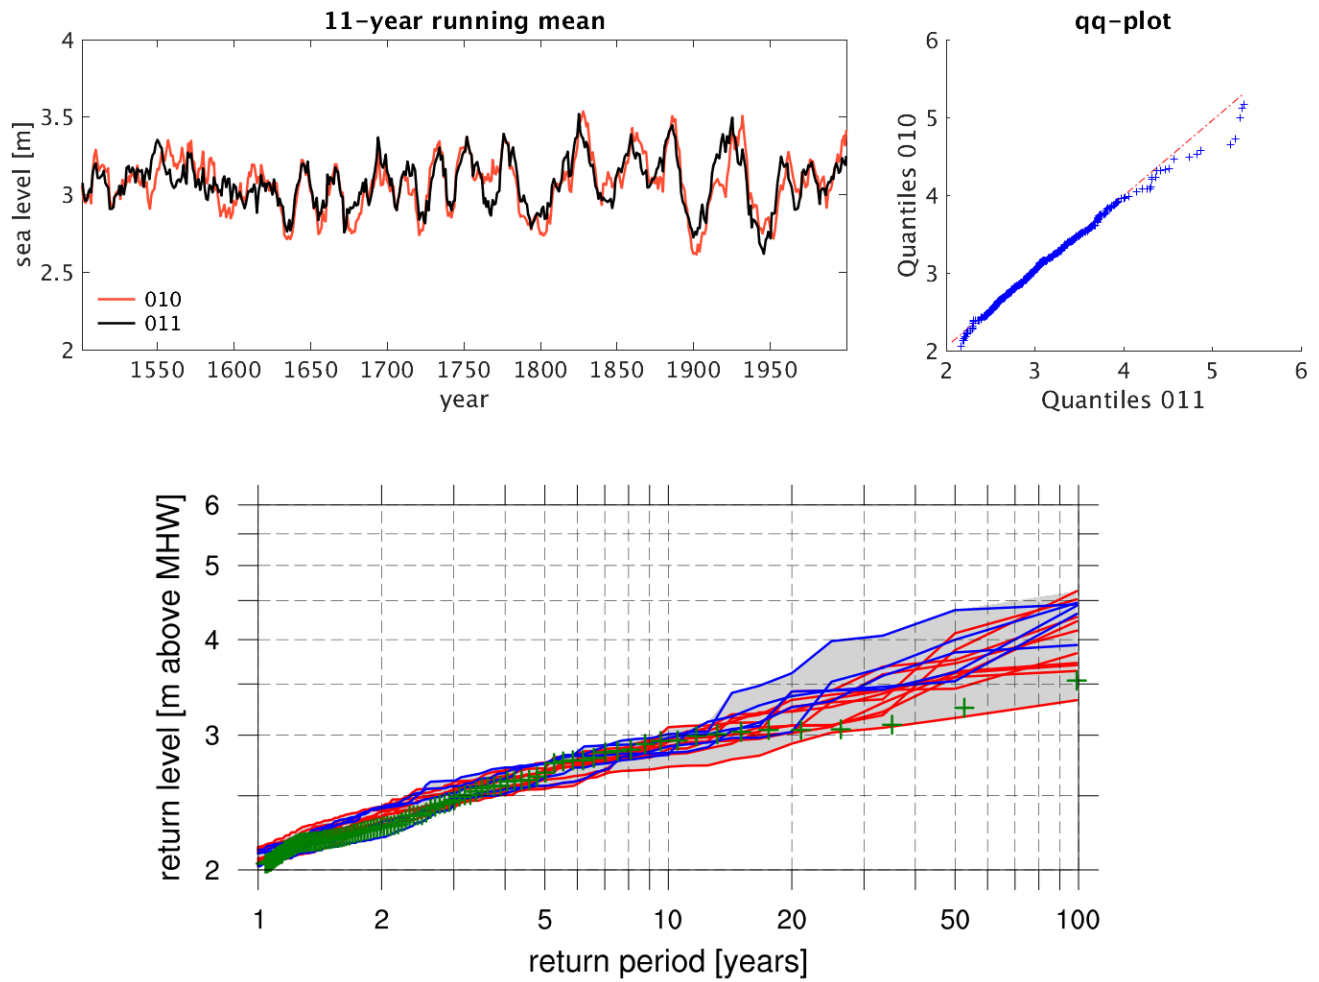 11-year running mean
4
3.5
3
2.5
2
sea level [m]
010
011
1550 1600 1650 1700 1750 1800 1850 1900 1950
year
qq-plot
6
5
4
3
2
Quantiles 010
2 3 4 5 6
Quantiles 011
6
5
4
3
2
return level [m above MHW]
1 2 5 10 20 50 100
return period [years]